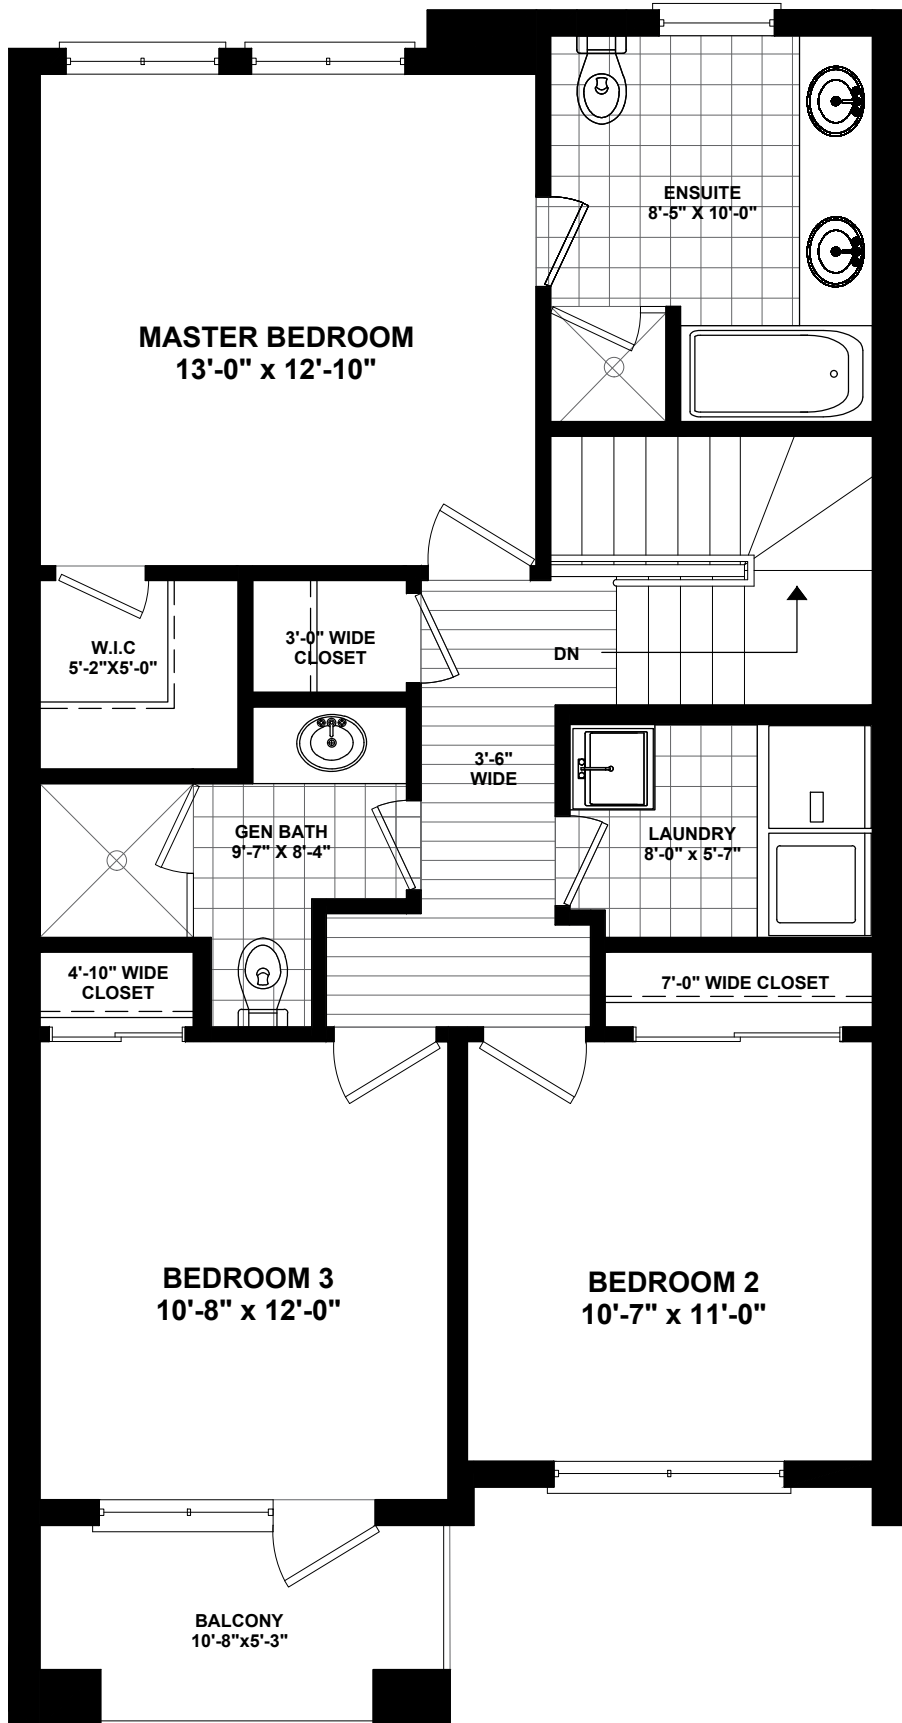 ENSUITE
8'-5" X 10'-0"
MASTER BEDROOM
13'-0" x 12'-10"
W.I.C
5'-2"X5'-0"
3'-0" WIDE
CLOSET
DN
3'-6"
WIDE
GEN BATH
9'-7" X 8'-4"
LAUNDRY
8'-0" x 5'-7"
4'-10" WIDE
CLOSET
7'-0" WIDE CLOSET
BEDROOM 3
10'-8" x 12'-0"
BEDROOM 2
10'-7" x 11'-0"
BALCONY
10'-8"x5'-3"